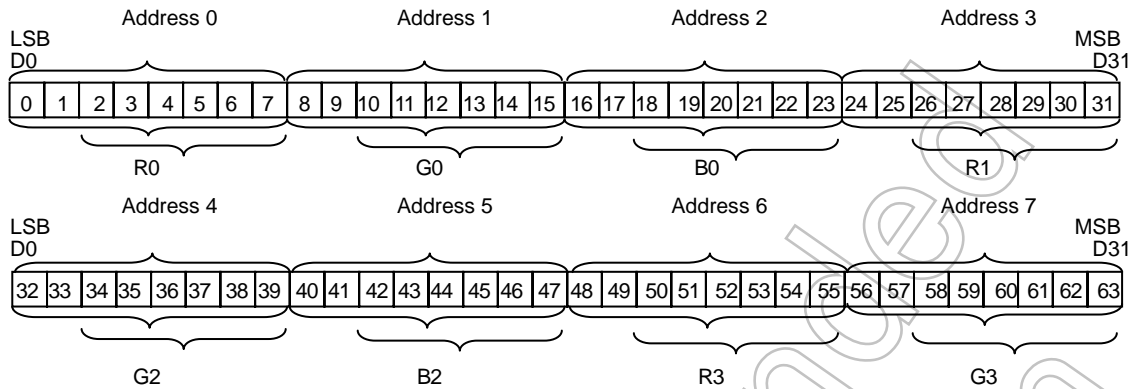 Address 0 Address 1 Address 2 Address 3
LSB MSB
D0 D31
0 1 2 3 4 5 6 7 8 9 10 11 12 13 14 15 16 17 18 19 20 21 22 23 24 25 26 27 28 29 30 31
R0 G0 B0 R1
Address 4 Address 5 Address 6 Address 7
LSB MSB
D0 D31
32 33 34 35 36 37 38 39 40 41 42 43 44 45 46 47 48 49 50 51 52 53 54 55 56 57 58 59 60 61 62 63
G2 B2 R3 G3